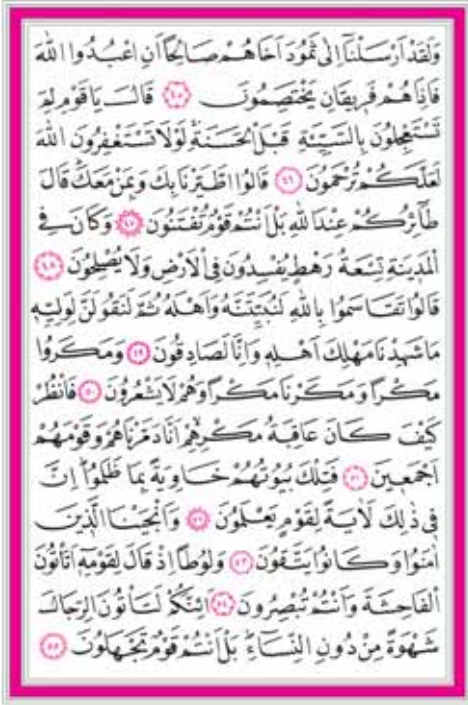 وَلَقَدْ اَرْسَلْنَٓا اِلٰى ثَمُودَ اَخَاهُمْ صَالِحًا اَنِ اعْبُدُوا اللّٰهَ
فَاِذَا هُمْ فَر۪يقَانِ يَخْتَصِمُونَ ﴿٤٥﴾ قَالَ يَا قَوْمِ لِمَ
تَسْتَعْجِلُونَ بِالسَّيِّئَةِ قَبْلَ الْحَسَنَةِۚ لَوْلَا تَسْتَغْفِرُونَ اللّٰهَ
لَعَلَّكُمْ تُرْحَمُونَ ﴿٤٦﴾ قَالُوا اطَّيَّرْنَا بِكَ وَبِمَنْ مَعَكَۜ قَالَ
طَٓائِرُكُمْ عِنْدَ اللّٰهِ بَلْ اَنْتُمْ قَوْمٌ تُفْتَنُونَ ﴿٤٧﴾ وَكَانَ فِي
الْمَد۪ينَةِ تِسْعَةُ رَهْطٍ يُفْسِدُونَ فِي الْاَرْضِ وَلَا يُصْلِحُونَ ﴿٤٨﴾
قَالُوا تَقَاسَمُوا بِاللّٰهِ لَنُبَيِّتَنَّهُ وَاَهْلَهُ ثُمَّ لَنَقُولَنَّ لِوَلِيِّه۪
مَا شَهِدْنَا مَهْلِكَ اَهْلِه۪ وَاِنَّا لَصَادِقُونَ ﴿٤٩﴾ وَمَكَرُوا
مَكْرًا وَمَكَرْنَا مَكْرًا وَهُمْ لَا يَشْعُرُونَ ﴿٥٠﴾ فَانْظُرْ
كَيْفَ كَانَ عَاقِبَةُ مَكْرِهِمْۙ اَنَّا دَمَّرْنَاهُمْ وَقَوْمَهُمْ
اَجْمَع۪ينَ ﴿٥١﴾ فَتِلْكَ بُيُوتُهُمْ خَاوِيَةً بِمَا ظَلَمُواۜ اِنَّ
ف۪ي ذٰلِكَ لَاٰيَةً لِقَوْمٍ يَعْلَمُونَ ﴿٥٢﴾ وَاَنْجَيْنَا الَّذ۪ينَ
اٰمَنُوا وَكَانُوا يَتَّقُونَ ﴿٥٣﴾ وَلُوطًا اِذْ قَالَ لِقَوْمِه۪ٓ اَتَأْتُونَ
الْفَاحِشَةَ وَاَنْتُمْ تُبْصِرُونَ ﴿٥٤﴾ اَئِنَّكُمْ لَتَأْتُونَ الرِّجَالَ
شَهْوَةً مِنْ دُونِ النِّسَٓاءِۜ بَلْ اَنْتُمْ قَوْمٌ تَجْهَلُونَ ﴿٥٥﴾